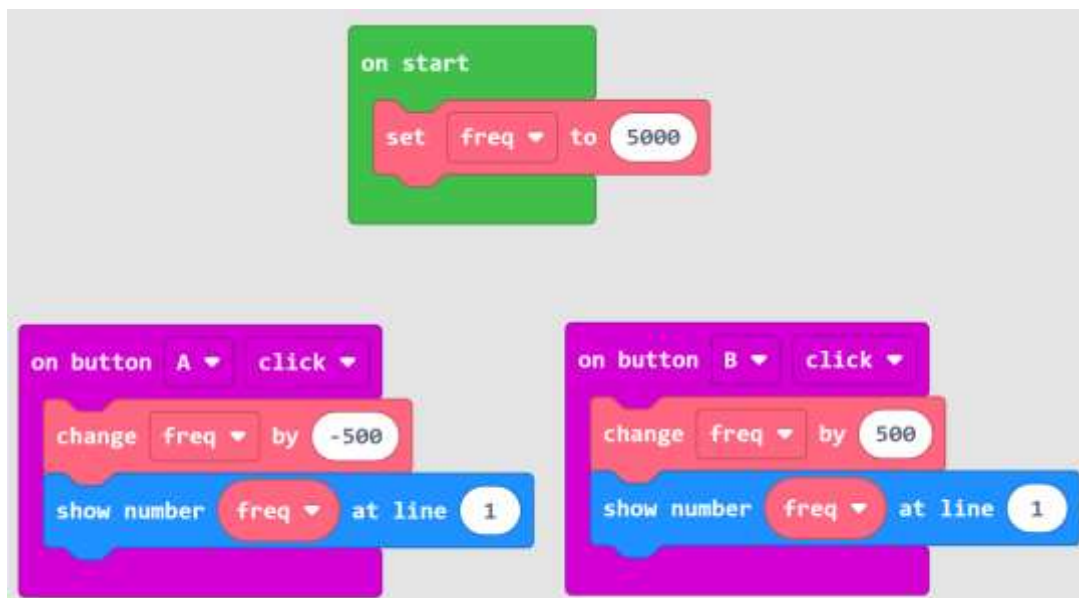 on start
set freq to 5000
on button A click
change freq by -500
show number freq at line 1
on button B click
change freq by 500
show number freq at line 1